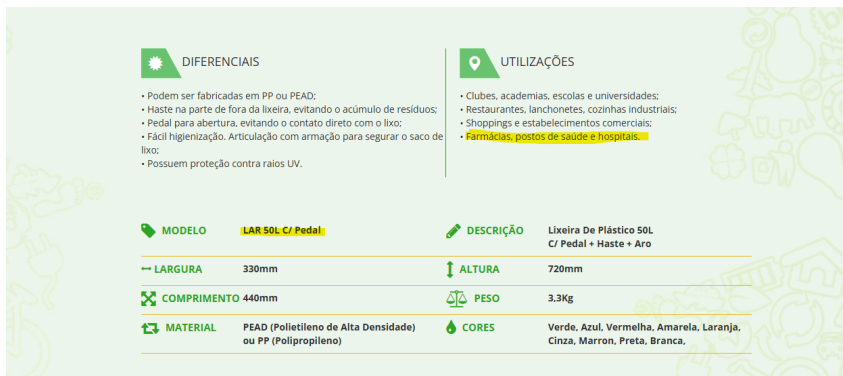 DIFERENCIAIS
• Podem ser fabricadas em PP ou PEAD;
• Haste na parte de fora da lixeira, evitando o acúmulo de resíduos;
• Pedal para abertura, evitando o contato direto com o lixo;
• Fácil higienização. Articulação com armação para segurar o saco de
lixo;
• Possuem proteção contra raios UV.
UTILIZAÇÕES
• Clubes, academias, escolas e universidades;
• Restaurantes, lanchonetes, cozinhas industriais;
• Shoppings e estabelecimentos comerciais;
• Farmácias, postos de saúde e hospitais.
MODELO LAR 50L C/ Pedal
DESCRIÇÃO Lixeira De Plástico 50L
C/ Pedal + Haste + Aro
LARGURA 330mm
ALTURA 720mm
COMPRIMENTO 440mm
PESO 3,3Kg
MATERIAL PEAD (Polietileno de Alta Densidade)
ou PP (Polipropileno)
CORES Verde, Azul, Vermelha, Amarela, Laranja,
Cinza, Marron, Preta, Branca,